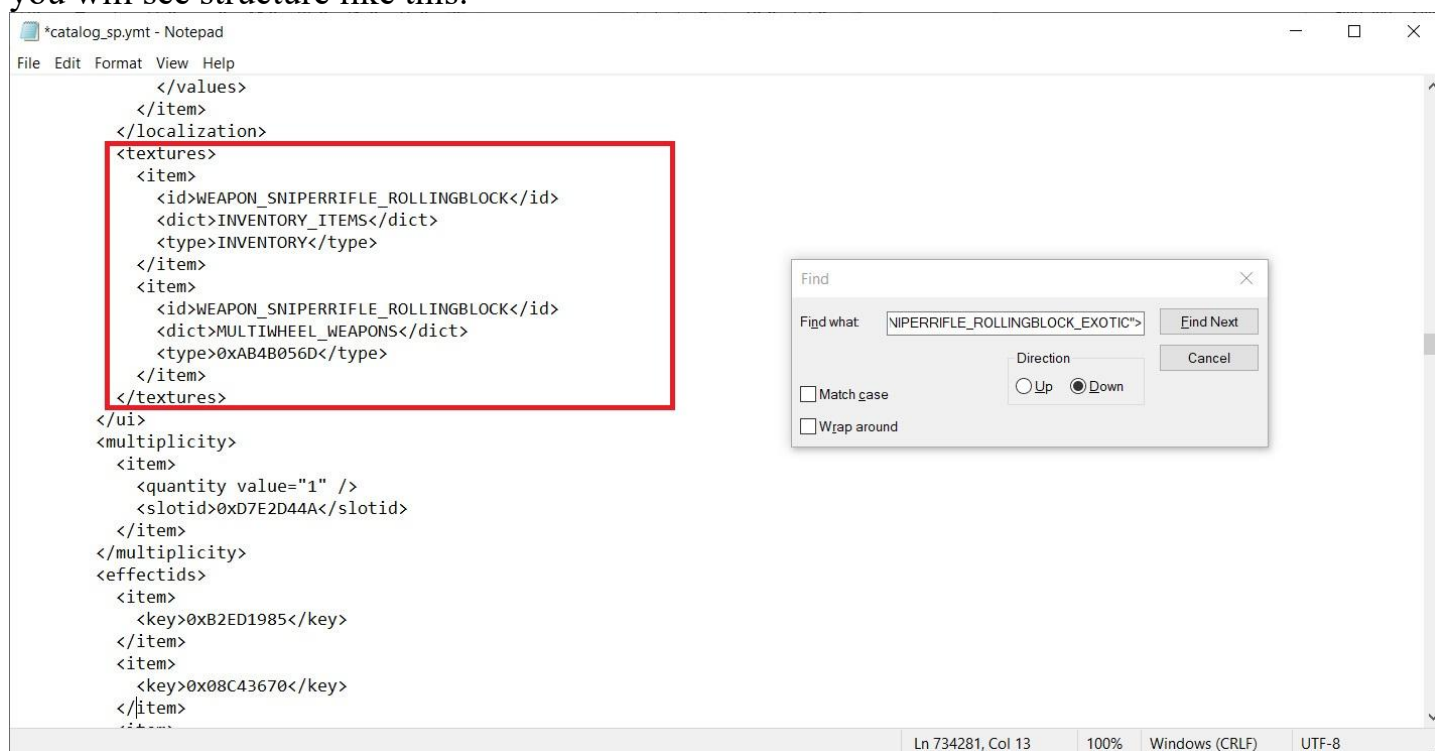 you will see structure like this:
*catalog_sp.ymt - Notepad
File Edit Format View Help
</values>
</item>
</localization>
<textures>
<item>
<id>WEAPON_SNIPERRIFLE_ROLLINGBLOCK</id>
<dict>INVENTORY_ITEMS</dict>
<type>INVENTORY</type>
</item>
<item>
<id>WEAPON_SNIPERRIFLE_ROLLINGBLOCK</id>
<dict>MULTIWHEEL_WEAPONS</dict>
<type>0xAB4B056D</type>
</item>
</textures>
</ui>
<multiplicity>
<item>
<quantity value="1" />
<slotid>0xD7E2D44A</slotid>
</item>
</multiplicity>
<effectids>
<item>
<key>0xB2ED1985</key>
</item>
<item>
<key>0x08C43670</key>
</item>
<item>
Find
Find what: NIPERRIFLE_ROLLINGBLOCK_EXOTIC">
Find Next
Direction
Cancel
Up Down
Match case
Wrap around
Ln 734281, Col 13 100% Windows (CRLF) UTF-8